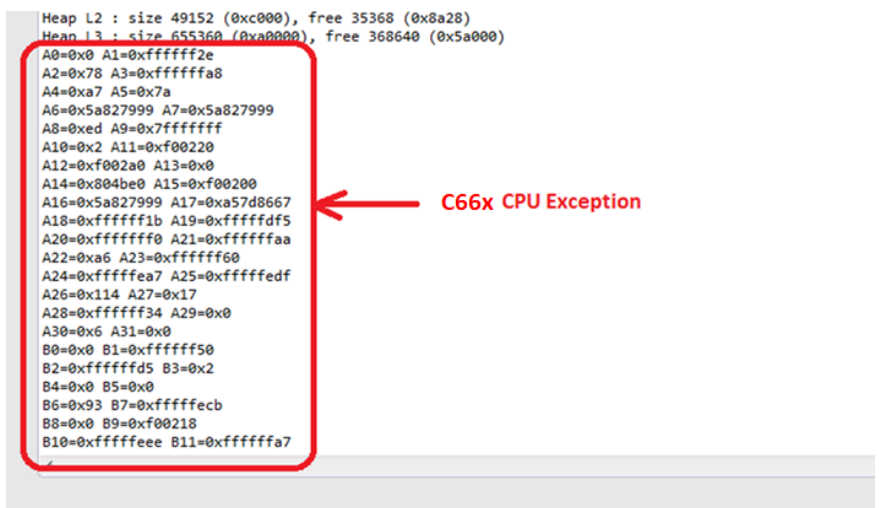 Heap L2 : size 49152 (0xc000), free 35368 (0x8a28)
Heap L3 : size 655360 (0xa0000), free 368640 (0x5a000)
A0=0x0 A1=0xffffff2e
A2=0x78 A3=0xffffffa8
A4=0xa7 A5=0x7a
A6=0x5a827999 A7=0x5a827999
A8=0xed A9=0x7fffffff
A10=0x2 A11=0xf00220
A12=0xf002a0 A13=0x0
A14=0x804be0 A15=0xf00200
A16=0x5a827999 A17=0xa57d8667
C66x CPU Exception
A18=0xffffff1b A19=0xfffffdf5
A20=0xfffffff0 A21=0xffffffaa
A22=0xa6 A23=0xffffff60
A24=0xfffffea7 A25=0xfffffedf
A26=0x114 A27=0x17
A28=0xffffff34 A29=0x0
A30=0x6 A31=0x0
B0=0x0 B1=0xffffff50
B2=0xffffffd5 B3=0x2
B4=0x0 B5=0x0
B6=0x93 B7=0xfffffecb
B8=0x0 B9=0xf00218
B10=0xfffffeee B11=0xffffffa7